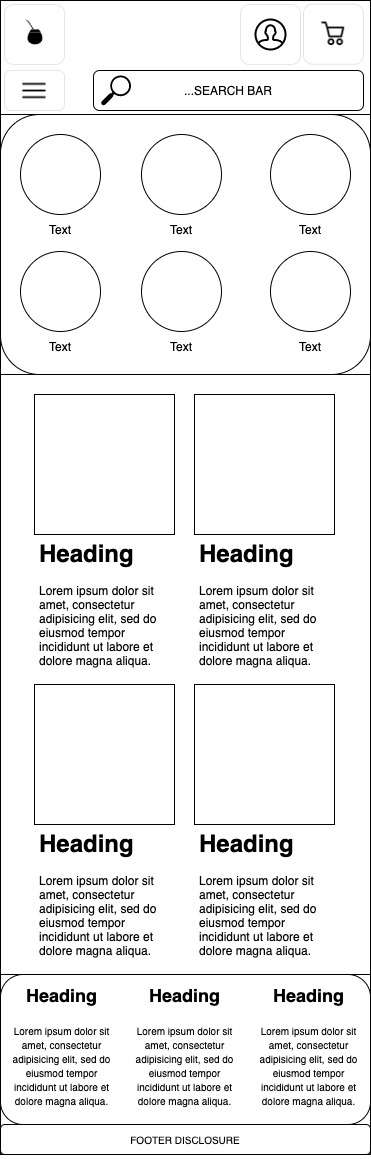 ...SEARCH BAR
Text Text Text
Text Text Text
Heading
Lorem ipsum dolor sit
amet, consectetur
adipisicing elit, sed do
eiusmod tempor
incididunt ut labore et
dolore magna aliqua.
Heading
Lorem ipsum dolor sit
amet, consectetur
adipisicing elit, sed do
eiusmod tempor
incididunt ut labore et
dolore magna aliqua.
Heading
Lorem ipsum dolor sit
amet, consectetur
adipisicing elit, sed do
eiusmod tempor
incididunt ut labore et
dolore magna aliqua.
Heading
Lorem ipsum dolor sit
amet, consectetur
adipisicing elit, sed do
eiusmod tempor
incididunt ut labore et
dolore magna aliqua.
Heading
Lorem ipsum dolor sit
amet, consectetur
adipisicing elit, sed do
eiusmod tempor
incididunt ut labore et
dolore magna aliqua.
Heading
Lorem ipsum dolor sit
amet, consectetur
adipisicing elit, sed do
eiusmod tempor
incididunt ut labore et
dolore magna aliqua.
Heading
Lorem ipsum dolor sit
amet, consectetur
adipisicing elit, sed do
eiusmod tempor
incididunt ut labore et
dolore magna aliqua.
FOOTER DISCLOSURE